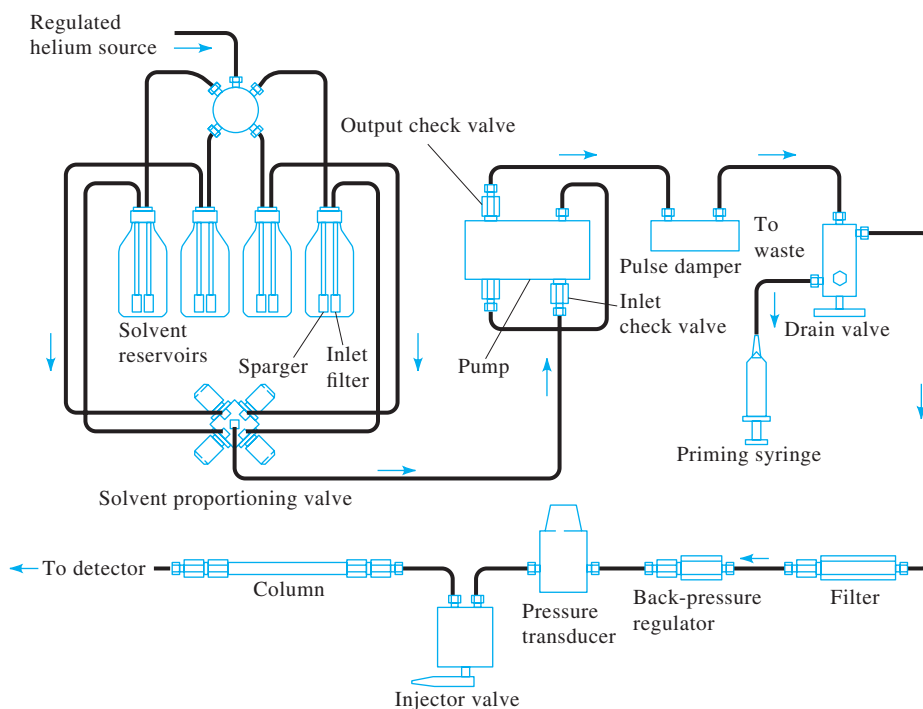 Regulated
helium source
Output check valve
To
waste
Pulse damper
Solvent
reservoirs
Sparger
Inlet
filter
Pump
Inlet
check valve
Drain valve
Priming syringe
Solvent proportioning valve
To detector
Column
Pressure
transducer
Back-pressure
regulator
Filter
Injector valve